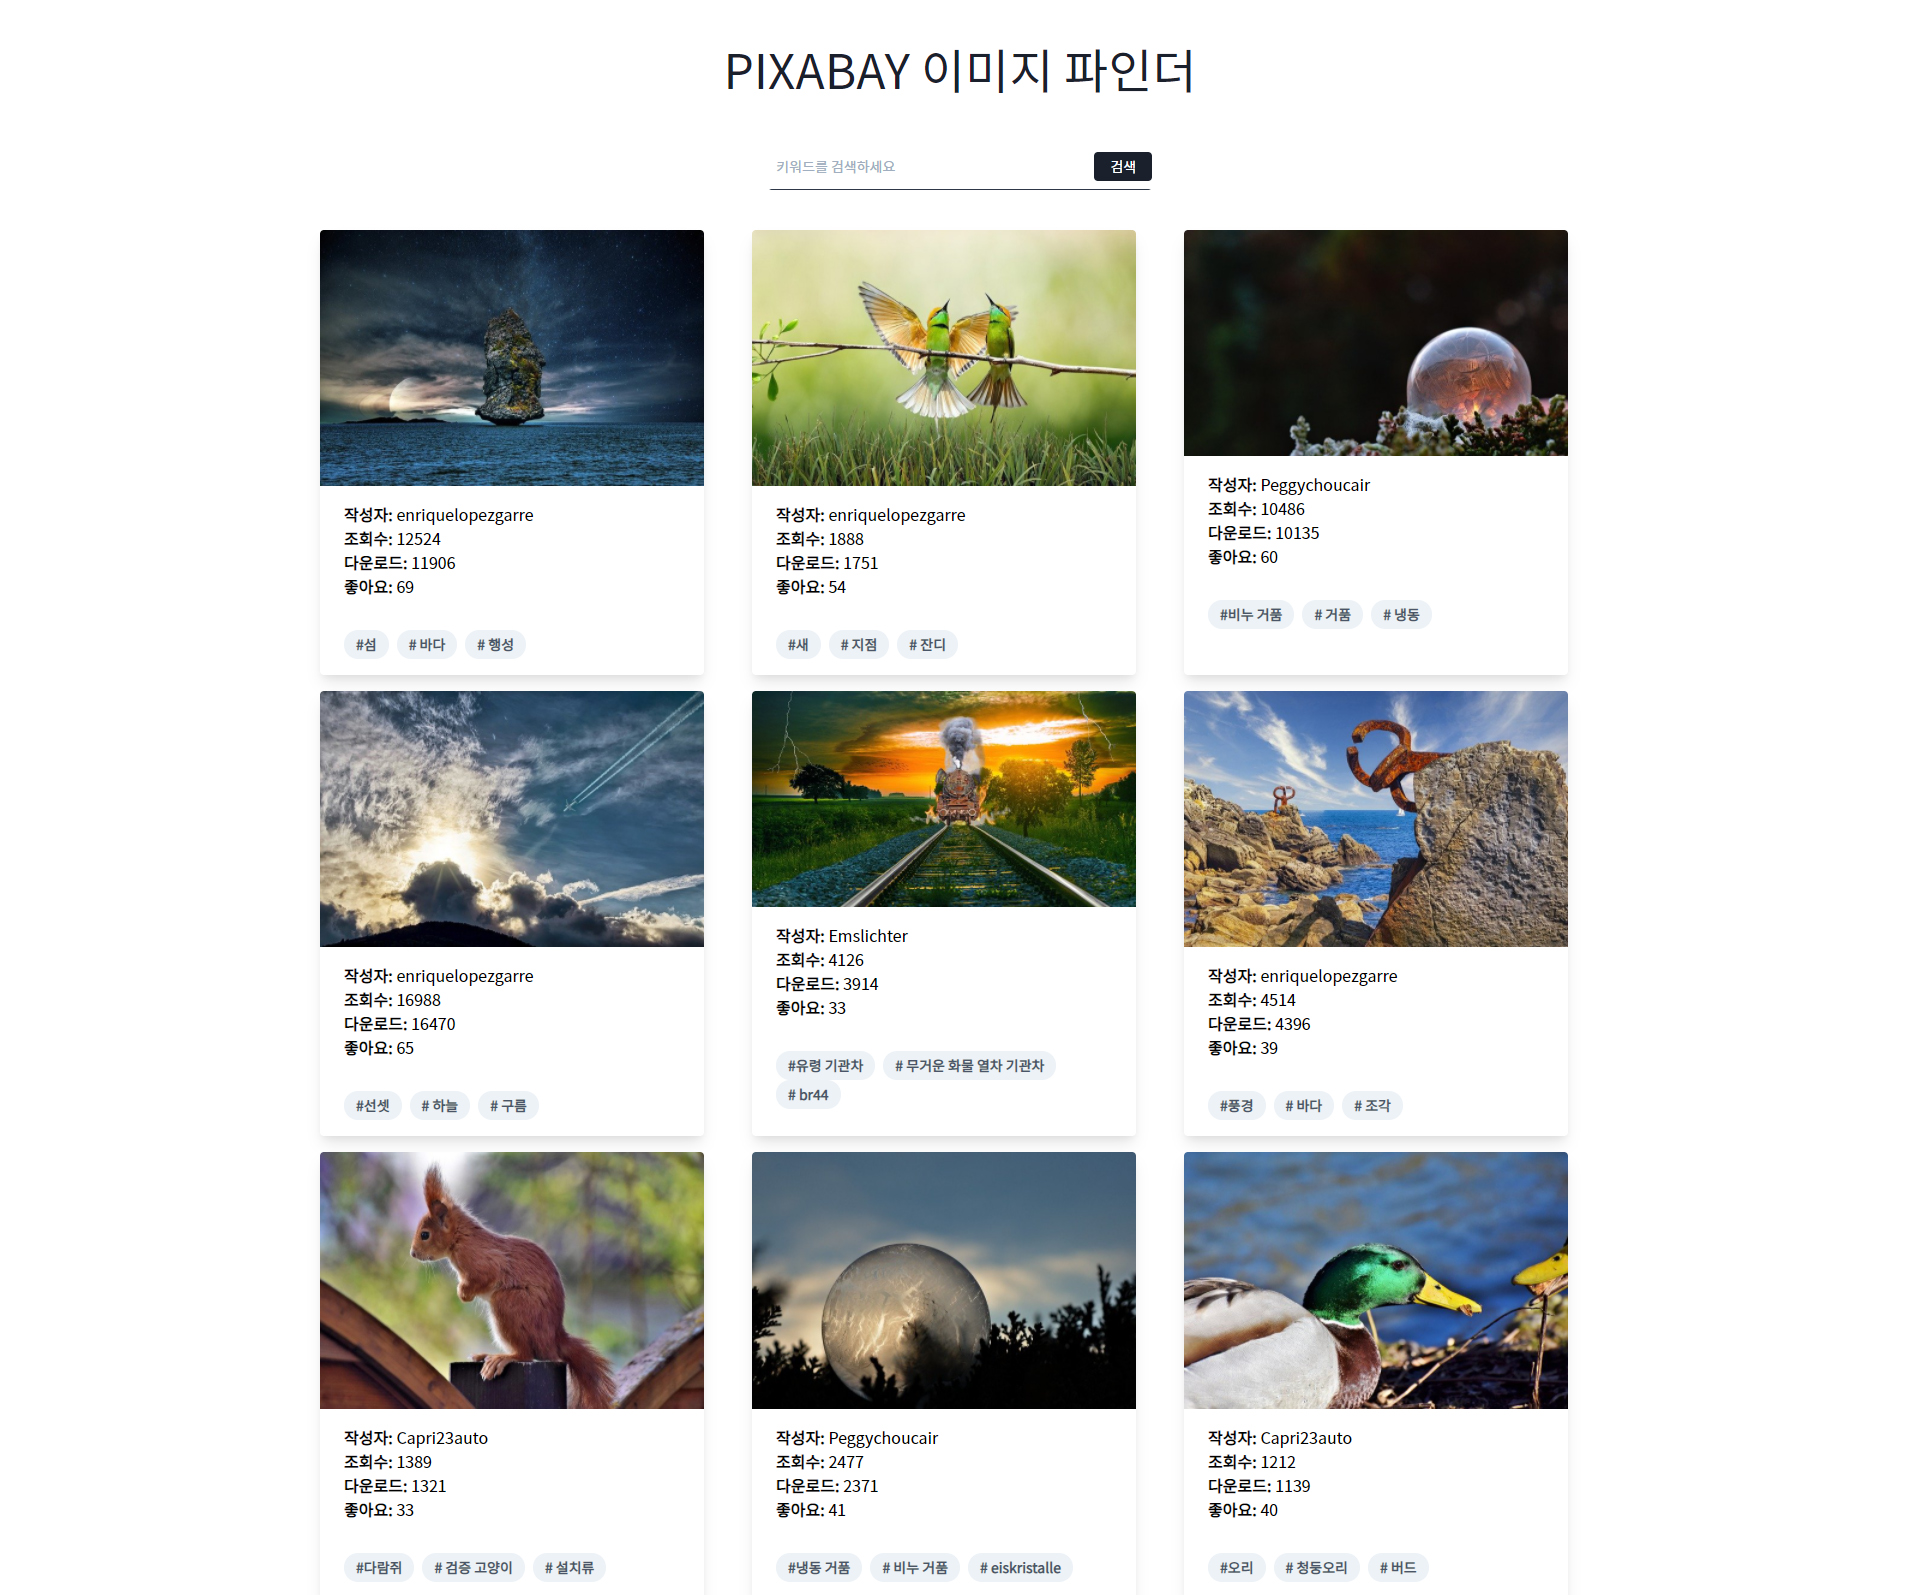 PIXABAY 이미지 파인더
키워드를 검색하세요 검색
작성자: enriquelopezgarre
조회수: 12524
다운로드: 11906
좋아요: 69
#섬 # 바다 # 행성
작성자: enriquelopezgarre
조회수: 1888
다운로드: 1751
좋아요: 54
#새 # 지점 # 잔디
작성자: Peggychoucair
조회수: 10486
다운로드: 10135
좋아요: 60
#비누 거품 # 거품 # 냉동
작성자: enriquelopezgarre
조회수: 16988
다운로드: 16470
좋아요: 65
#선셋 # 하늘 # 구름
작성자: Emslichter
조회수: 4126
다운로드: 3914
좋아요: 33
#유령 기관차 # 무거운 화물 열차 기관차
# br44
작성자: enriquelopezgarre
조회수: 4514
다운로드: 4396
좋아요: 39
#풍경 # 바다 # 조각
작성자: Capri23auto
조회수: 1389
다운로드: 1321
좋아요: 33
#다람쥐 # 검증 고양이 # 설치류
작성자: Peggychoucair
조회수: 2477
다운로드: 2371
좋아요: 41
#냉동 거품 # 비누 거품 # eiskristalle
작성자: Capri23auto
조회수: 1212
다운로드: 1139
좋아요: 40
#오리 # 청둥오리 # 버드